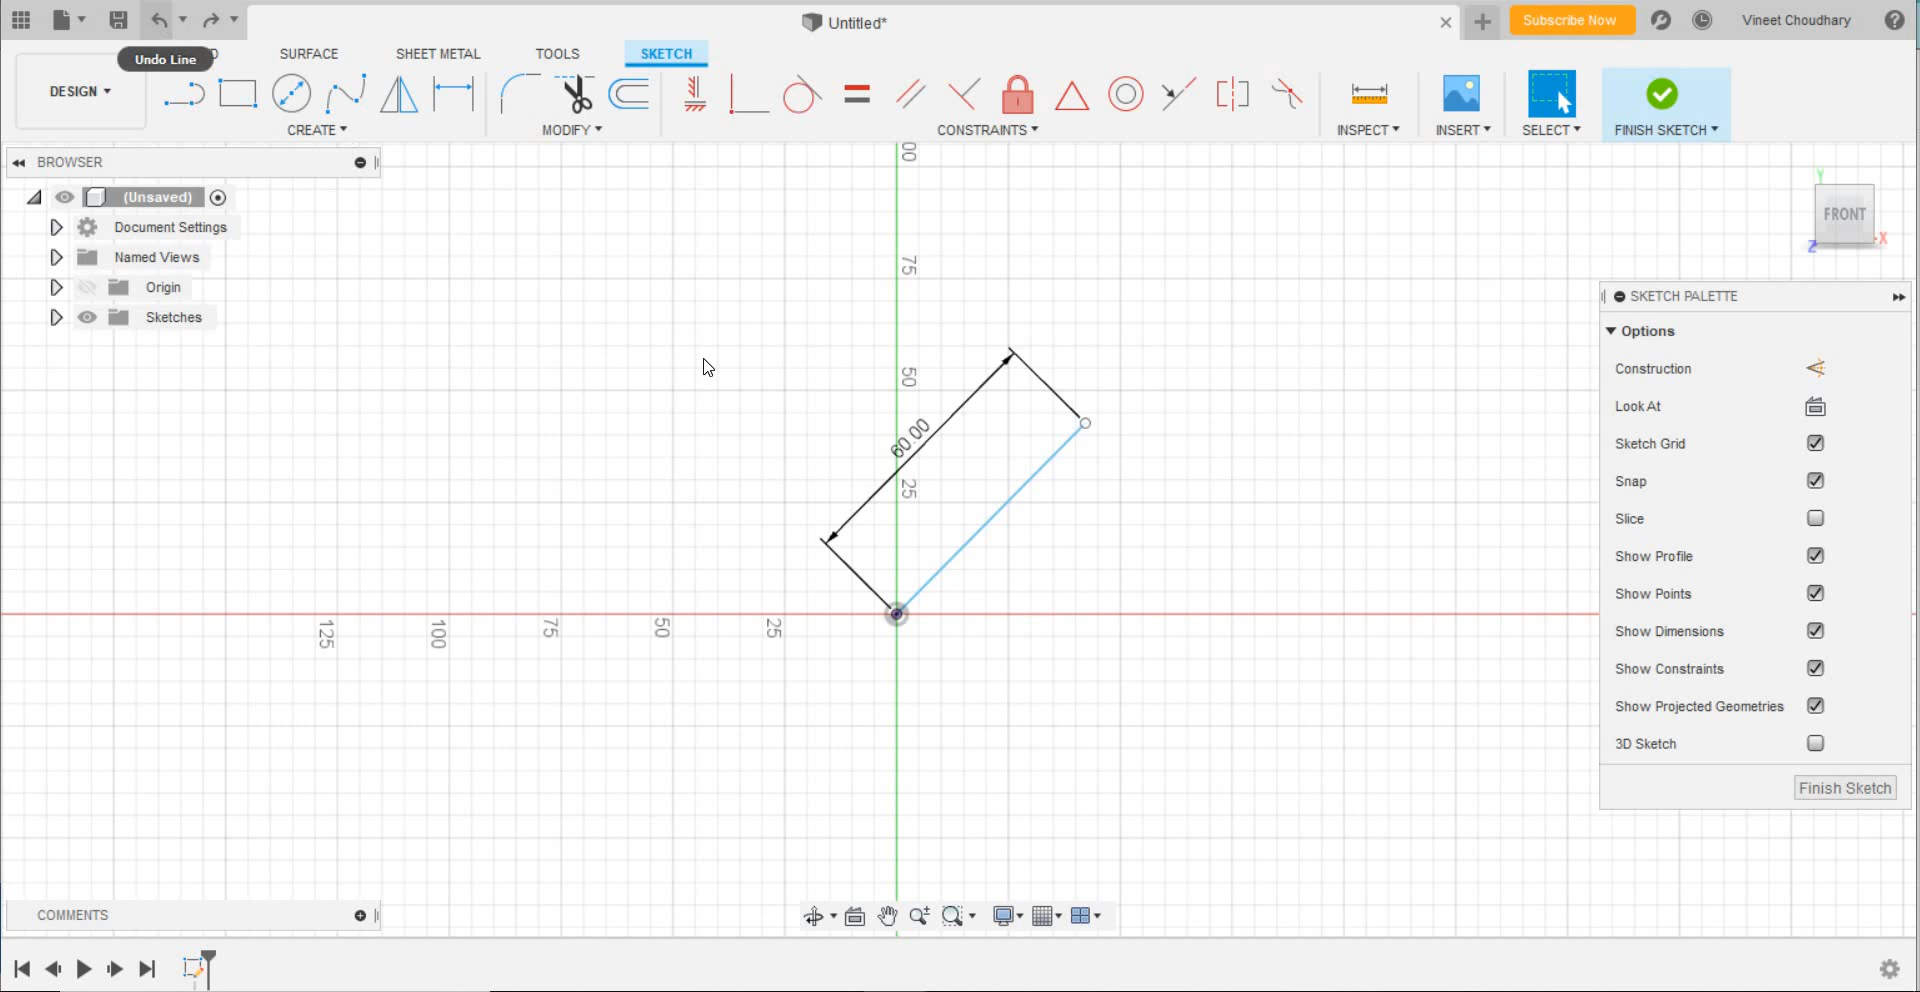 Untitled*
Subscribe Now
Vineet Choudhary
Undo Line
SURFACE
SHEET METAL
TOOLS
SKETCH
DESIGN
CREATE
MODIFY
CONSTRAINTS
INSPECT
INSERT
SELECT
FINISH SKETCH
BROWSER
(Unsaved)
Document Settings
Named Views
Origin
Sketches
00
75
50
25
60.00
125
100
75
50
25
Y
FRONT
X
Z
SKETCH PALETTE
Options
Construction
Look At
Sketch Grid
Snap
Slice
Show Profile
Show Points
Show Dimensions
Show Constraints
Show Projected Geometries
3D Sketch
Finish Sketch
COMMENTS